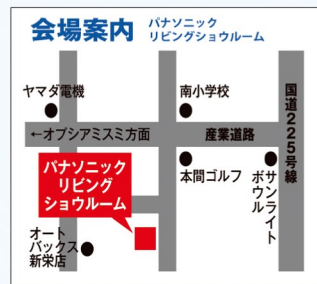 会場案内
パナソニック
リビングショウルーム
ヤマダ電機
南小学校
国道225号線
←オプシアミスミ方面
産業道路
パナソニック
リビング
ショウルーム
本間ゴルフ
サンライト
ボウル
オート
バックス
新栄店